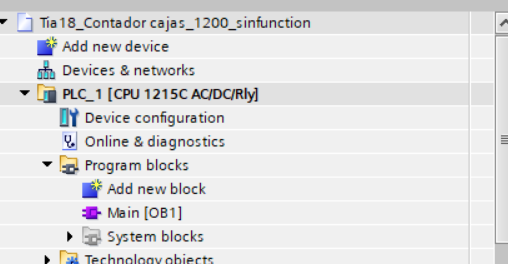 Tia18_Contador cajas_1200_sinfunction
Add new device
Devices & networks
PLC_1 [CPU 1215C AC/DC/Rly]
Device configuration
Online & diagnostics
Program blocks
Add new block
Main [OB1]
System blocks
Technology objects